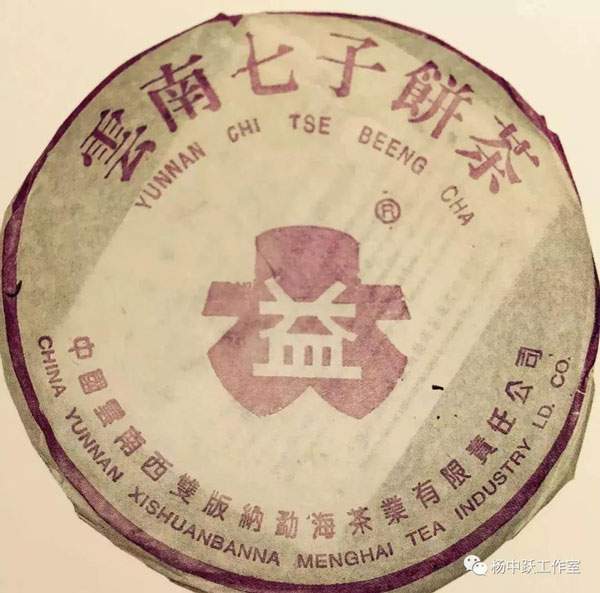 雲南七子餅茶
YUNNAN CHI TSE BEENG CHA
®
益
中國雲南西雙版納勐海茶業有限責任公司
CHINA YUNNAN XISHUANBANNA MENGHAI TEA INDUSTRY LD. CO.
杨中跃工作室